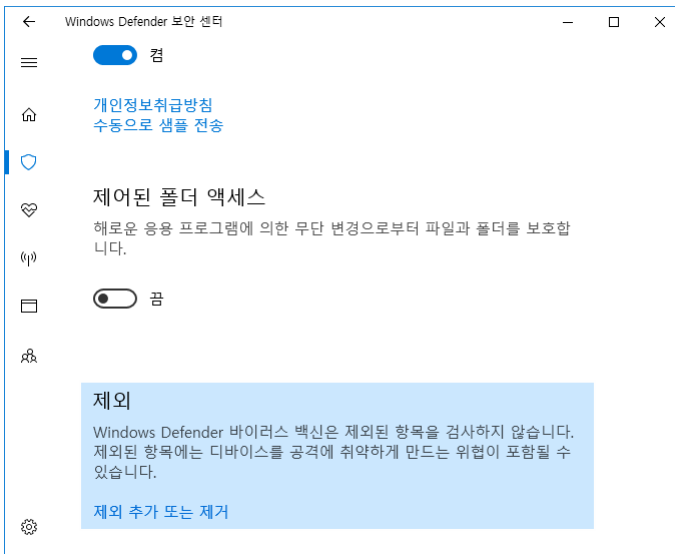 Windows Defender 보안 센터
켬
개인정보취급방침
수동으로 샘플 전송
제어된 폴더 액세스
해로운 응용 프로그램에 의한 무단 변경으로부터 파일과 폴더를 보호합
니다.
끔
제외
Windows Defender 바이러스 백신은 제외된 항목을 검사하지 않습니다.
제외된 항목에는 디바이스를 공격에 취약하게 만드는 위협이 포함될 수
있습니다.
제외 추가 또는 제거